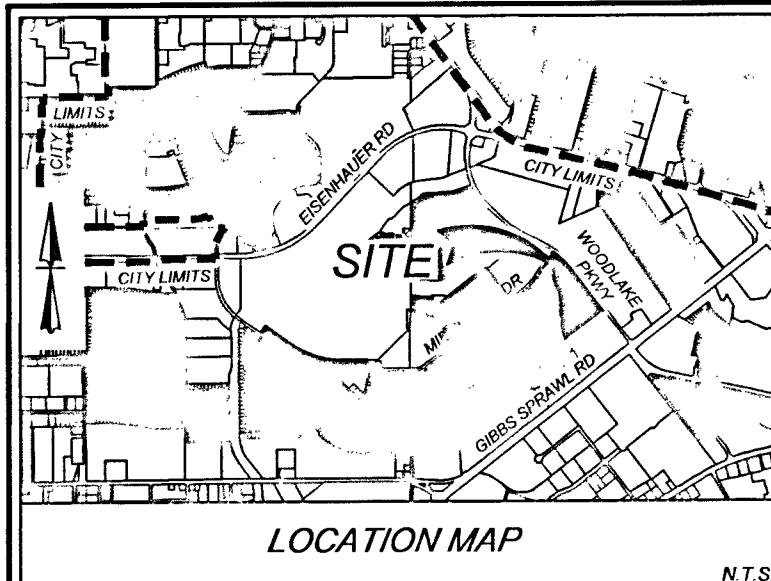 CITY
LIMITS
EISENHAUER RD
CITY LIMITS
CITY LIMITS
SITE
DR
WOODLAKE
PKWY
GIBBS SPRAWL RD
LOCATION MAP
N.T.S